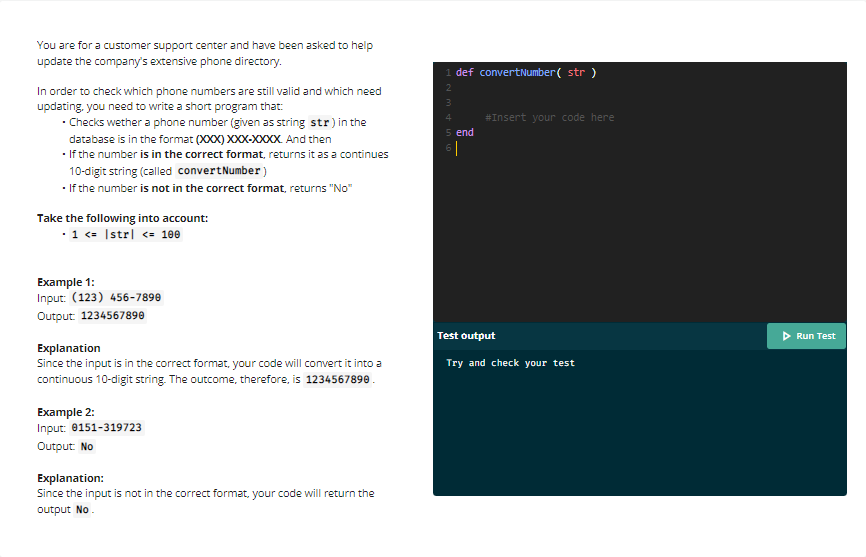 You are for a customer support center and have been asked to help
update the company's extensive phone directory.
In order to check which phone numbers are still valid and which need
updating, you need to write a short program that:
• Checks wether a phone number (given as string str) in the
database is in the format (XXX) XXX-XXXX. And then
• If the number is in the correct format, returns it as a continues
10-digit string (called convertNumber)
• If the number is not in the correct format, returns "No"
Take the following into account:
• 1 <= |str| <= 100
Example 1:
Input: (123) 456-7890
Output: 1234567890
Explanation
Since the input is in the correct format, your code will convert it into a
continuous 10-digit string. The outcome, therefore, is 1234567890.
Example 2:
Input: 0151-319723
Output: No
Explanation:
Since the input is not in the correct format, your code will return the
output No.
1 def convertNumber( str )
2
3
4 #Insert your code here
5 end
6
Test output
Run Test
Try and check your test